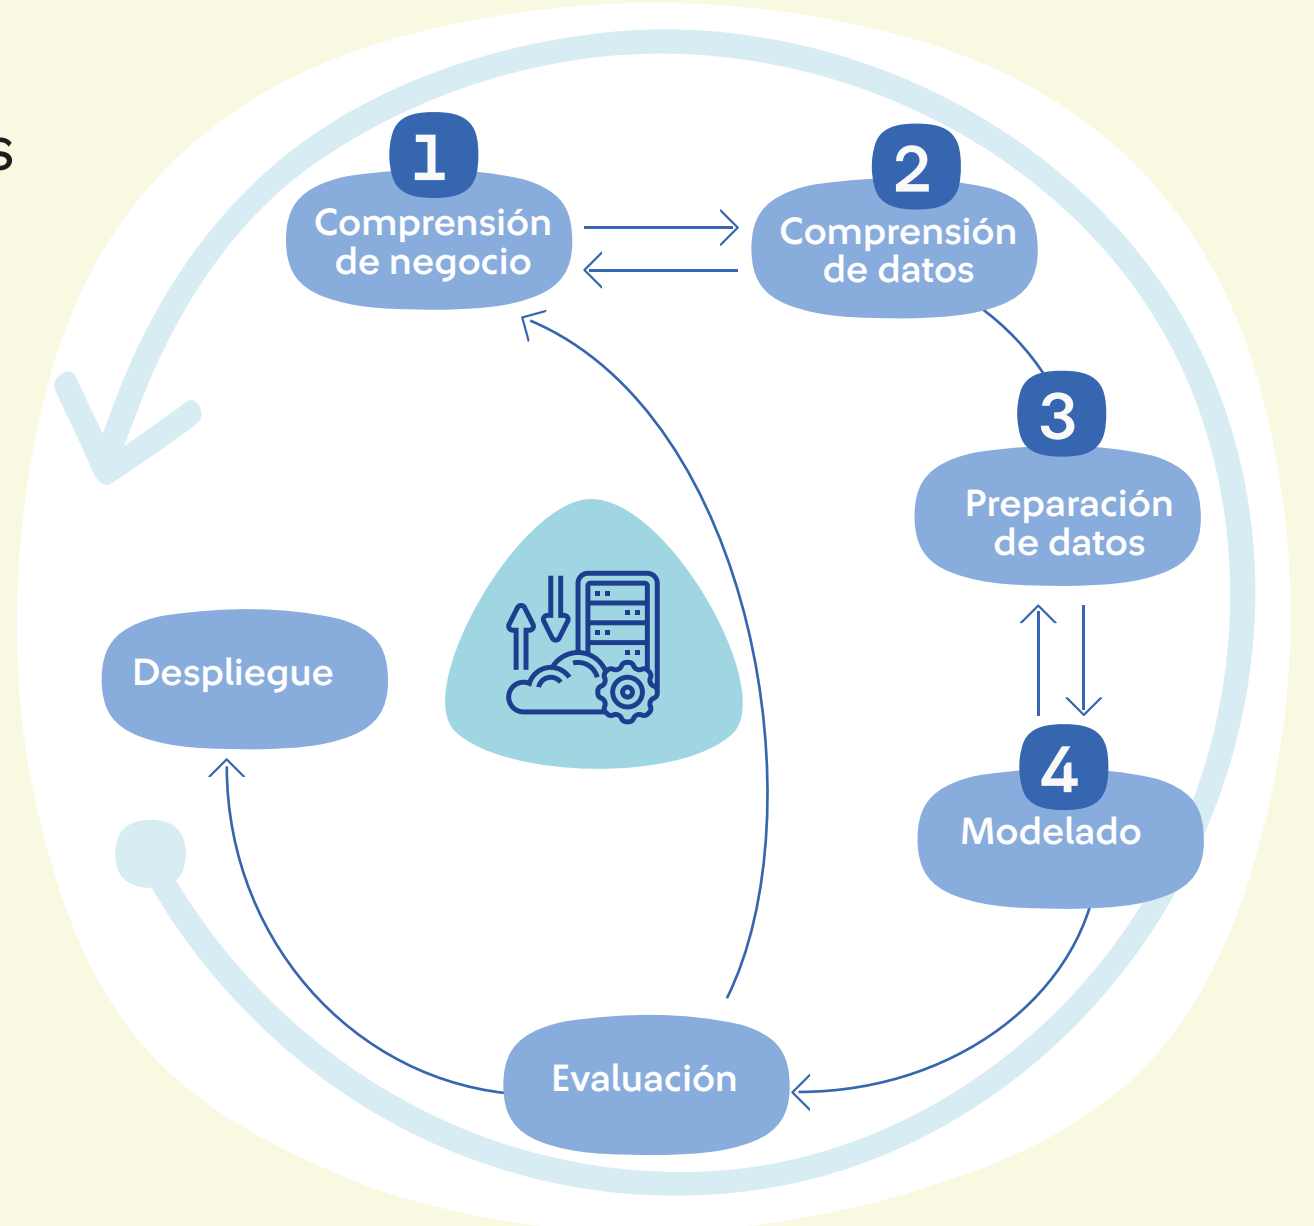 s
1
Comprensión
de negocio
2
Comprensión
de datos
3
Preparación
de datos
4
Modelado
Evaluación
Despliegue